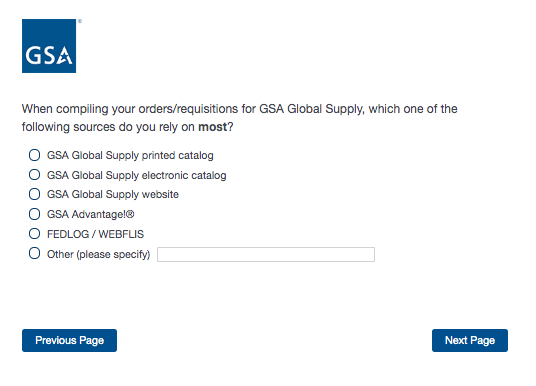 GSA
®
When compiling your orders/requisitions for GSA Global Supply, which one of the
following sources do you rely on most?
GSA Global Supply printed catalog
GSA Global Supply electronic catalog
GSA Global Supply website
GSA Advantage!®
FEDLOG / WEBFLIS
Other (please specify)
Previous Page
Next Page